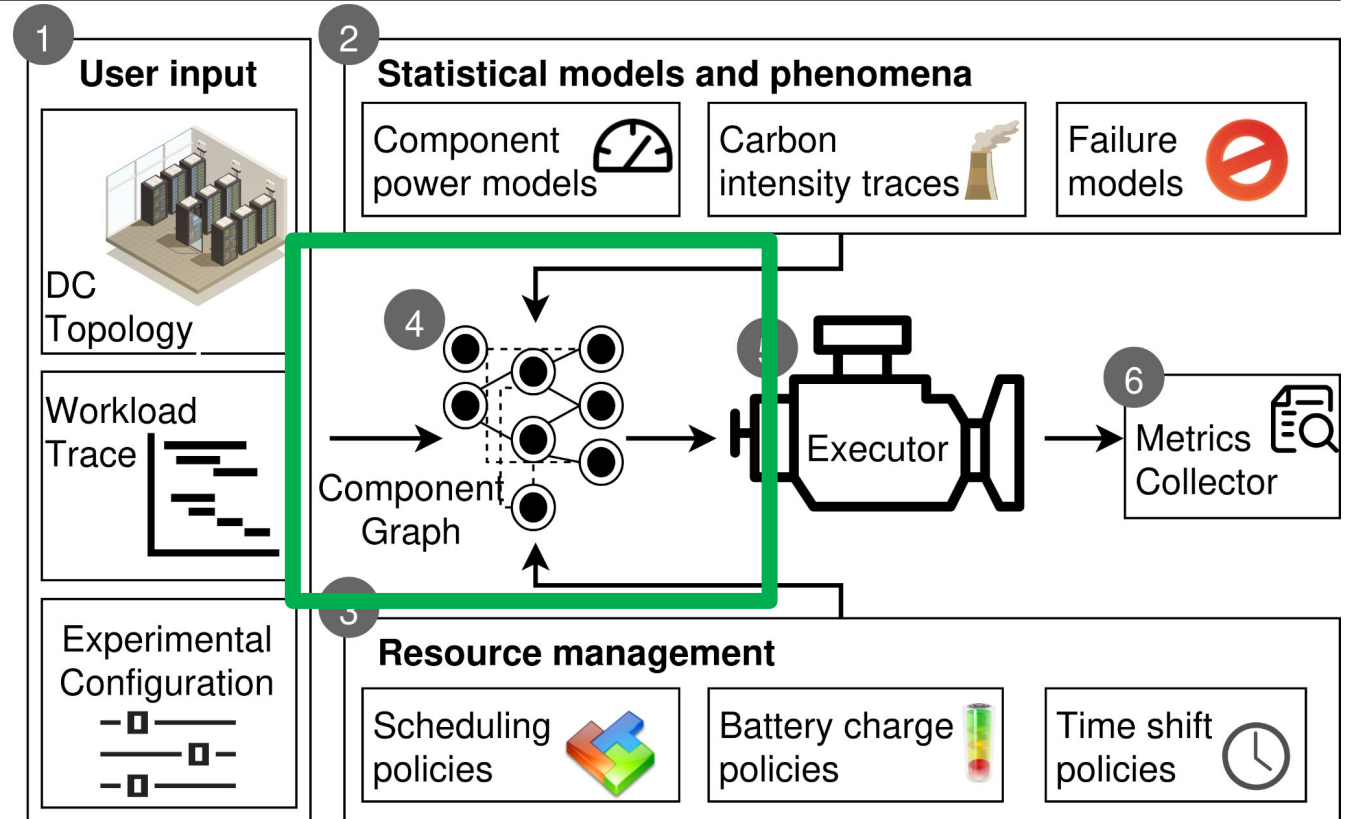 1
User input
DC
Topology
Workload
Trace
Experimental
Configuration
2
Statistical models and phenomena
Component
power models
Carbon
intensity traces
Failure
models
4
Component
Graph
5
Executor
6
Metrics
Collector
3
Resource management
Scheduling
policies
Battery charge
policies
Time shift
policies